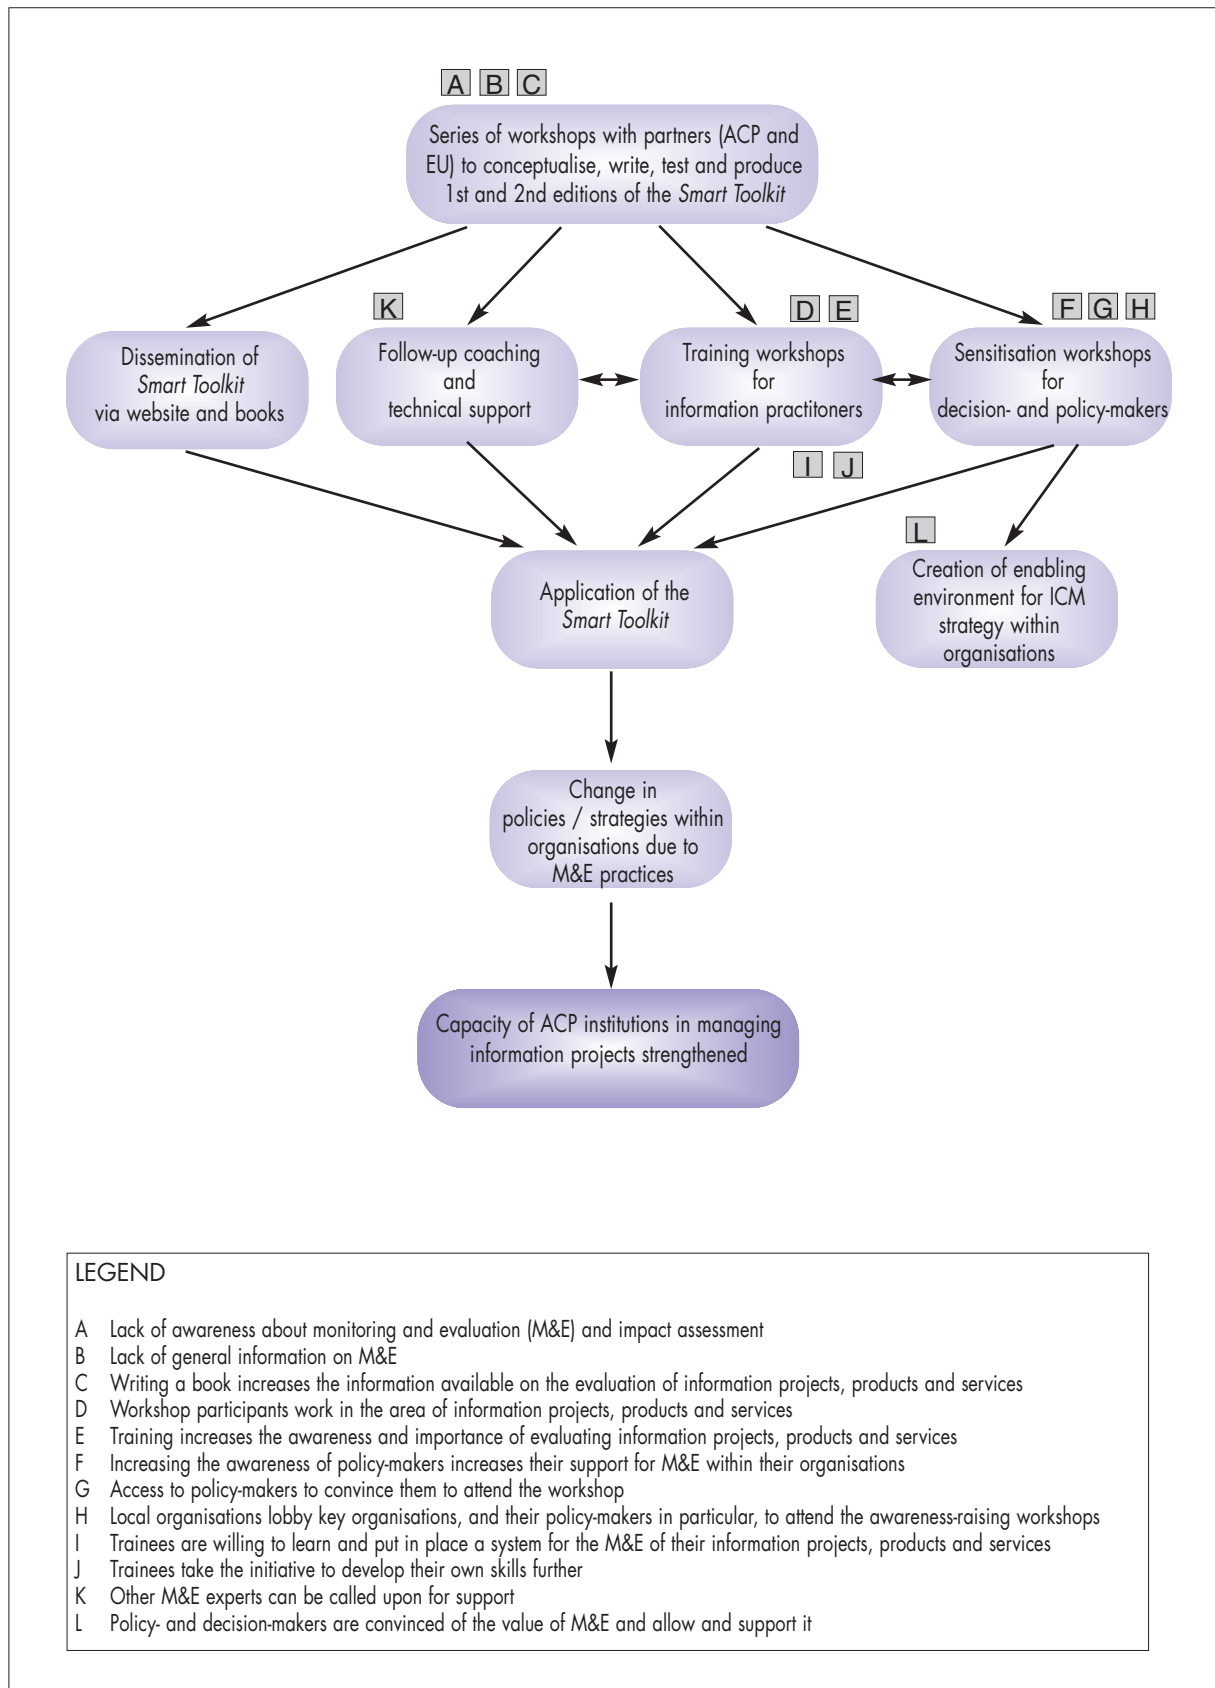 A B C
Series of workshops with partners (ACP and
EU) to conceptualise, write, test and produce
1st and 2nd editions of the Smart Toolkit
K
D E
F G H
Dissemination of
Smart Toolkit
via website and books
Follow-up coaching
and
technical support
Training workshops
for
information practitoners
Sensitisation workshops
for
decision- and policy-makers
I J
L
Application of the
Smart Toolkit
Creation of enabling
environment for ICM
strategy within
organisations
Change in
policies / strategies within
organisations due to
M&E practices
Capacity of ACP institutions in managing
information projects strengthened
LEGEND
A Lack of awareness about monitoring and evaluation (M&E) and impact assessment
B Lack of general information on M&E
C Writing a book increases the information available on the evaluation of information projects, products and services
D Workshop participants work in the area of information projects, products and services
E Training increases the awareness and importance of evaluating information projects, products and services
F Increasing the awareness of policy-makers increases their support for M&E within their organisations
G Access to policy-makers to convince them to attend the workshop
H Local organisations lobby key organisations, and their policy-makers in particular, to attend the awareness-raising workshops
I Trainees are willing to learn and put in place a system for the M&E of their information projects, products and services
J Trainees take the initiative to develop their own skills further
K Other M&E experts can be called upon for support
L Policy- and decision-makers are convinced of the value of M&E and allow and support it